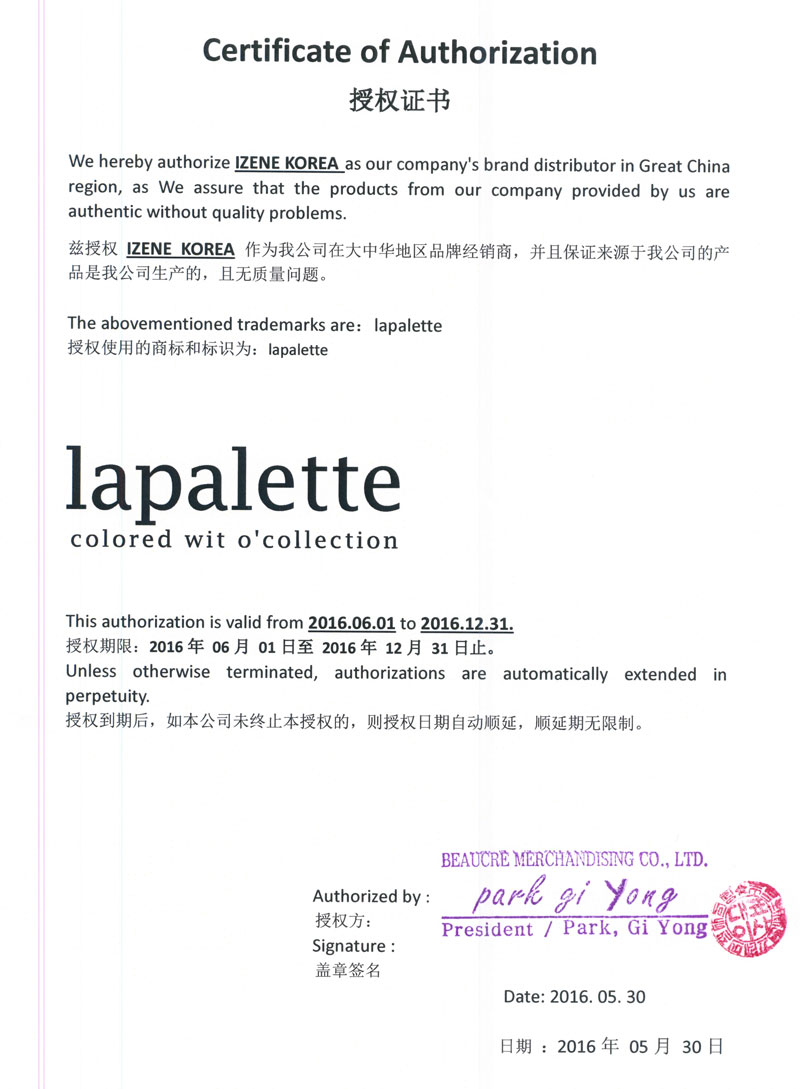 Certificate of Authorization
授权证书
We hereby authorize IZENE KOREA as our company's brand distributor in Great China
region, as We assure that the products from our company provided by us are
authentic without quality problems.
兹授权 IZENE KOREA 作为我公司在大中华地区品牌经销商，并且保证来源于我公司的产
品是我公司生产的，且无质量问题。
The abovementioned trademarks are：lapalette
授权使用的商标和标识为：lapalette
lapalette
colored wit o'collection
This authorization is valid from 2016.06.01 to 2016.12.31.
授权期限：2016 年 06 月 01 日至 2016 年 12 月 31 日止。
Unless otherwise terminated, authorizations are automatically extended in
perpetuity.
授权到期后，如本公司未终止本授权的，则授权日期自动顺延，顺延期无限制。
BEAUCRE MERCHANDISING CO., LTD.
Authorized by : park gi Yong
授权方：
President / Park, Gi Yong
Signature :
盖章签名
Date: 2016. 05. 30
日期 ：2016 年 05 月 30 日